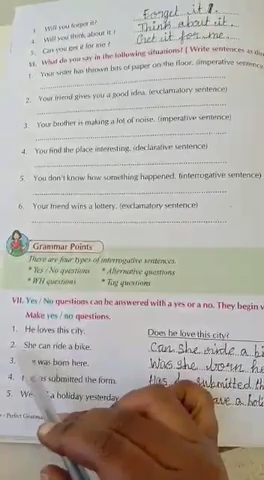 3. Will you forget it? Forget it!
4. Will you think about it? Think about it.
5. Can you get it for me? Get it for me.
VI. What do you say in the following situations? [ Write sentences as
1. Your sister has thrown bits of paper on the floor. (imperative sentence
2. Your friend gives you a good idea. (exclamatory sentence)
3. Your brother is making a lot of noise. (imperative sentence)
4. You find the place interesting. (declarative sentence)
5. You don't know how something happened. (interrogative sentence)
6. Your friend wins a lottery. (exclamatory sentence)
Grammar Points
There are four types of interrogative sentences.
* Yes / No questions * Alternative questions
* WH questions * Tag questions
VII. Yes / No questions can be answered with a yes or a no. They begin
Make yes / no questions.
1. He loves this city. Does he love this city?
2. She can ride a bike. Can she ride a
3. was born here. Was she born
4. submitted the form. submitted
5. a holiday yesterday
Perfect